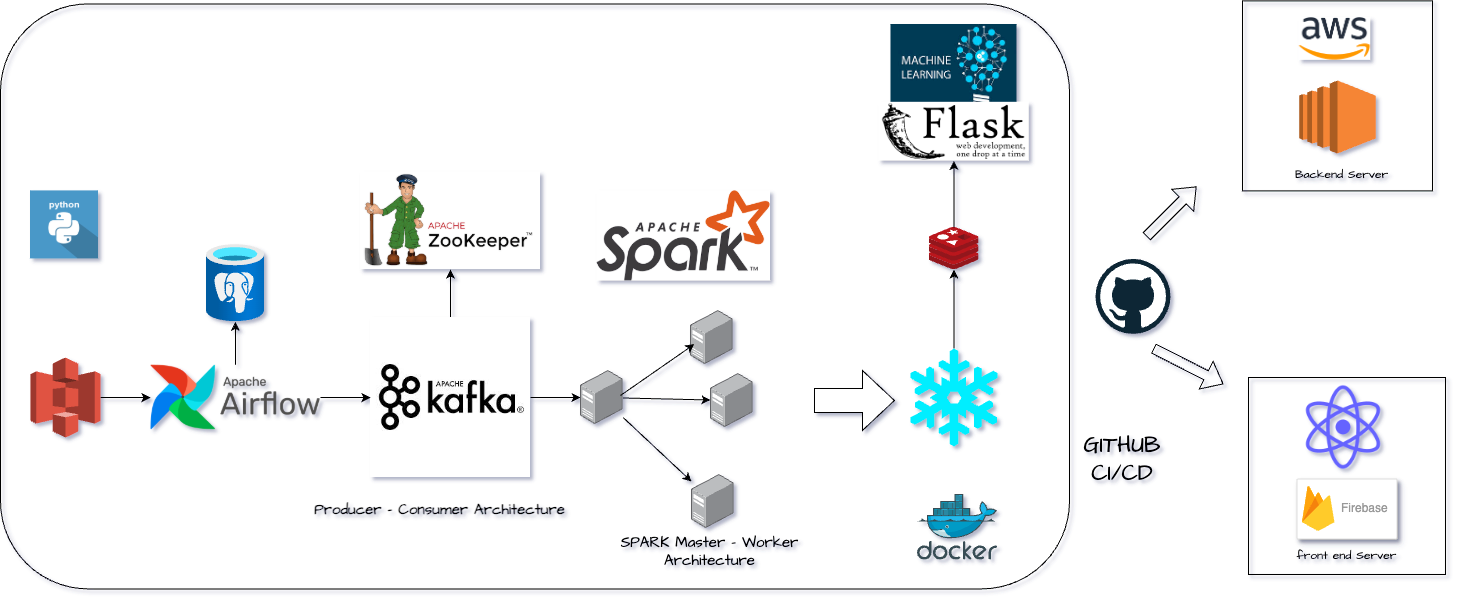 aws
MACHINE
LEARNING
Flask
web development,
one drop at a time
Backend Server
python
APACHE
ZooKeeper™
APACHE
Spark™
Apache
Airflow
APACHE
kafka®
GITHUB
CI/CD
Producer - Consumer Architecture
SPARK Master - Worker
Architecture
docker
Firebase
front end Server